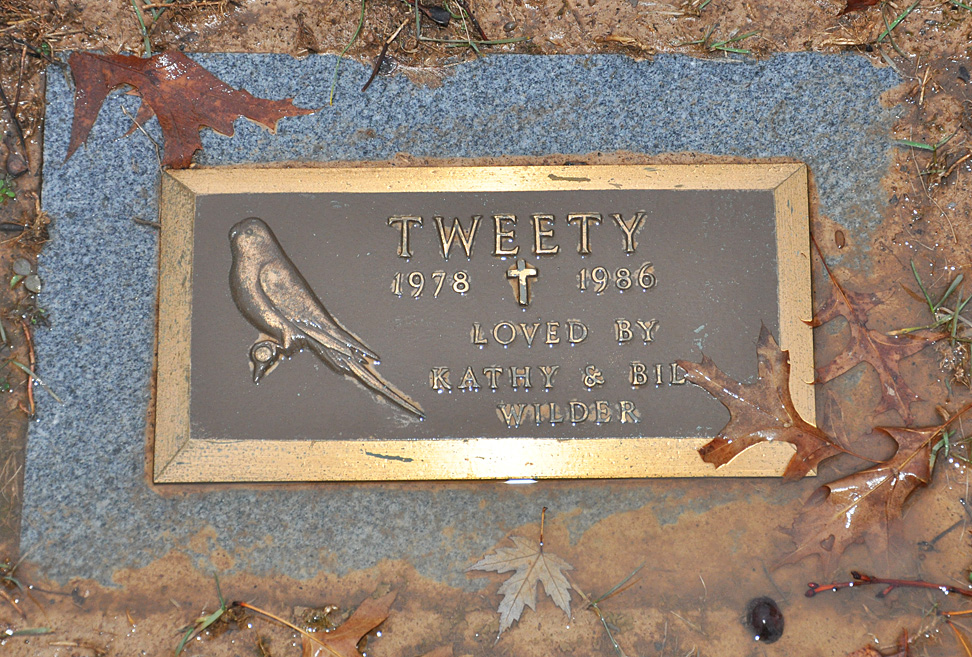 TWEETY
1978 1986
LOVED BY
KATHY & BIL
WILDER